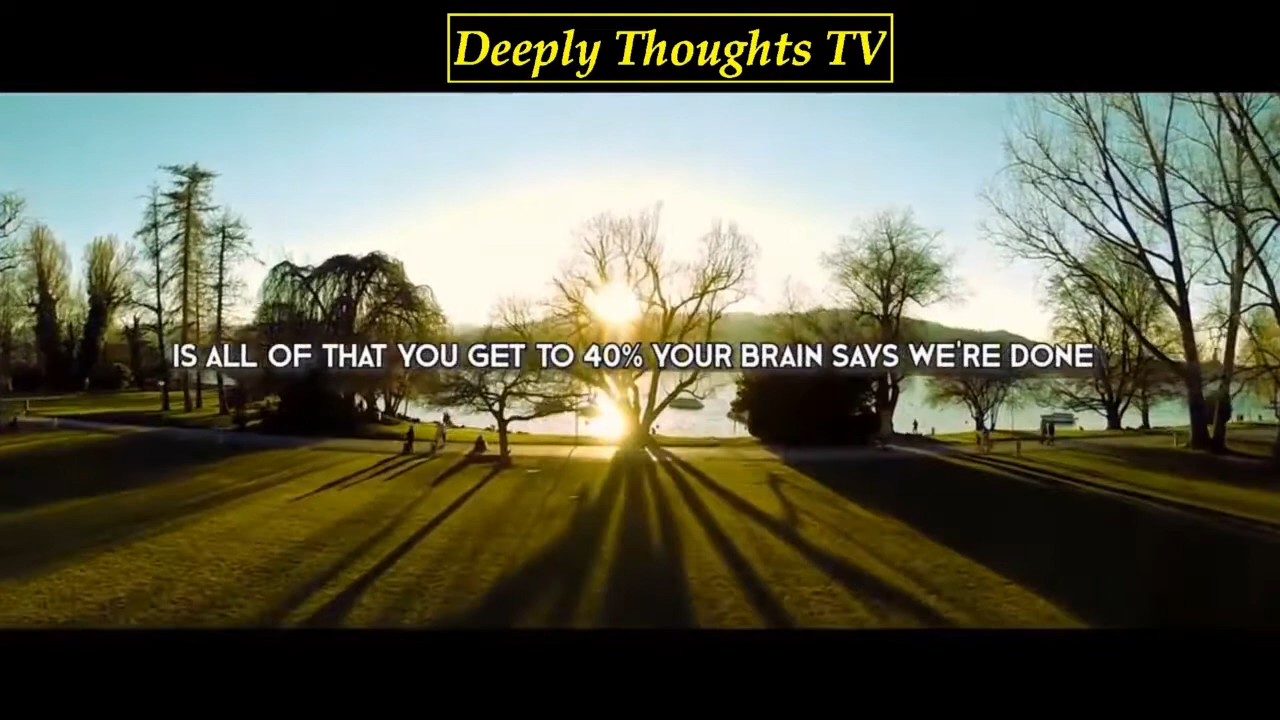 Deeply Thoughts TV
IS ALL OF THAT YOU GET TO 40% YOUR BRAIN SAYS WE'RE DONE